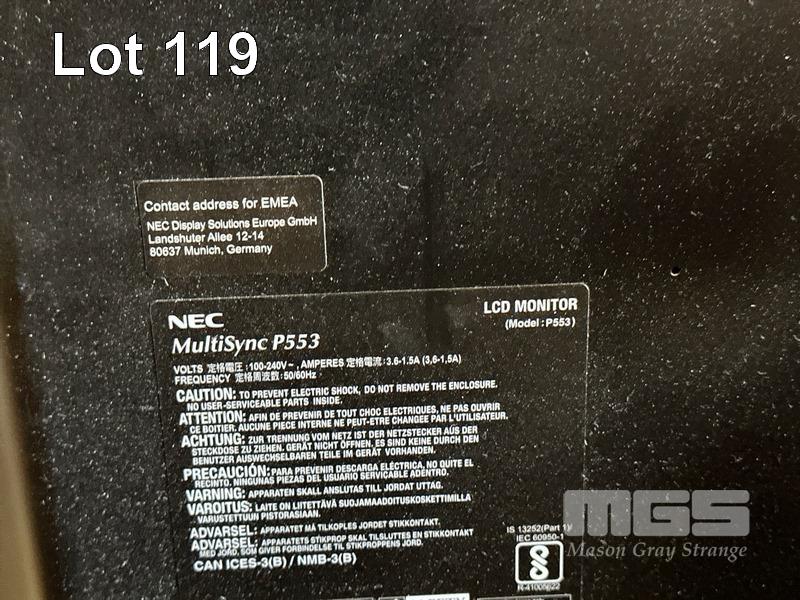 Lot 119
Contact address for EMEA
NEC Display Solutions Europe GmbH
Landshuter Allee 12-14
80637 Munich, Germany
NEC
LCD MONITOR
MultiSync P553
(Model : P553)
VOLTS 定格電圧 :100-240V~ , AMPERES 定格電流 :3.6-1.5A (3,6-1,5A)
FREQUENCY 定格周波数 : 50/60Hz
CAUTION: TO PREVENT ELECTRIC SHOCK, DO NOT REMOVE THE ENCLOSURE.
NO USER-SERVICEABLE PARTS INSIDE.
ATTENTION: AFIN DE PREVENIR DE TOUT CHOC ELECTRIQUES, NE PAS OUVRIR
CE BOITIER. AUCUNE PIECE INTERNE NE PEUT-ETRE CHANGEE PAR L'UTILISATEUR.
ACHTUNG: ZUR TRENNUNG VOM NETZ IST DER NETZSTECKER AUS DER
STECKDOSE ZU ZIEHEN. GERÄT NICHT ÖFFNEN. ES SIND KEINE DURCH DEN
BENUTZER AUSWECHSELBAREN TEILE IM GERÄT VORHANDEN.
PRECAUCIÓN: PARA PREVENIR DESCARGA ELÉCTRICA, NO QUITE EL
RECINTO. NINGUNAS PIEZAS DEL USUARIO SERVICEABLE ADENTRO.
VARNING: APPARATEN SKALL ANSLUTAS TILL JORDAT UTTAG.
VAROITUS: LAITE ON LIITETTÄVÄ SUOJAMAADOITUSKOSKETTIMILLA
VARUSTETTUUN PISTORASIAAN.
ADVARSEL: APPARATET MÅ TILKOPLES JORDET STIKKONTAKT.
ADVARSEL: APPARATETS STIKPROP SKAL TILSLUTTES EN STIKKONTAKT
MED JORD, SOM GIVER FORBINDELSE TIL STIKPROPPENS JORD.
CAN ICES-3(B) / NMB-3(B)
IS 13252(Part 1)/
IEC 60950-1
MGS
Mason Gray Strange